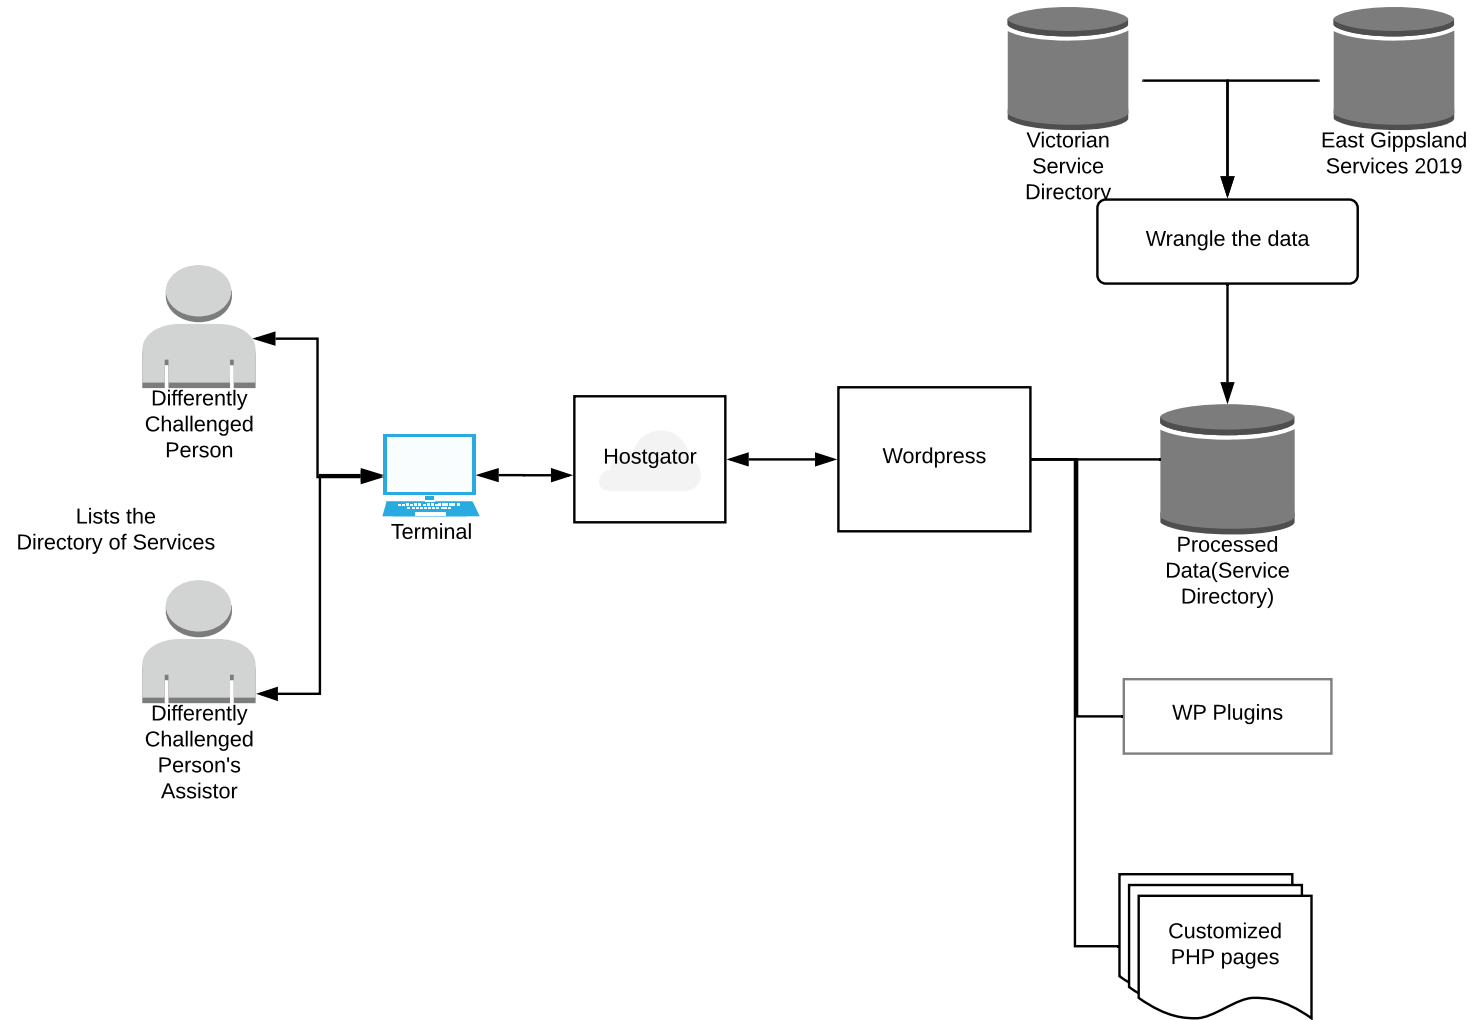 Victorian
Service
Directory
East Gippsland
Services 2019
Wrangle the data
Differently
Challenged
Person
Lists the
Directory of Services
Terminal
Hostgator
Wordpress
Processed
Data(Service
Directory)
Differently
Challenged
Person's
Assistor
WP Plugins
Customized
PHP pages